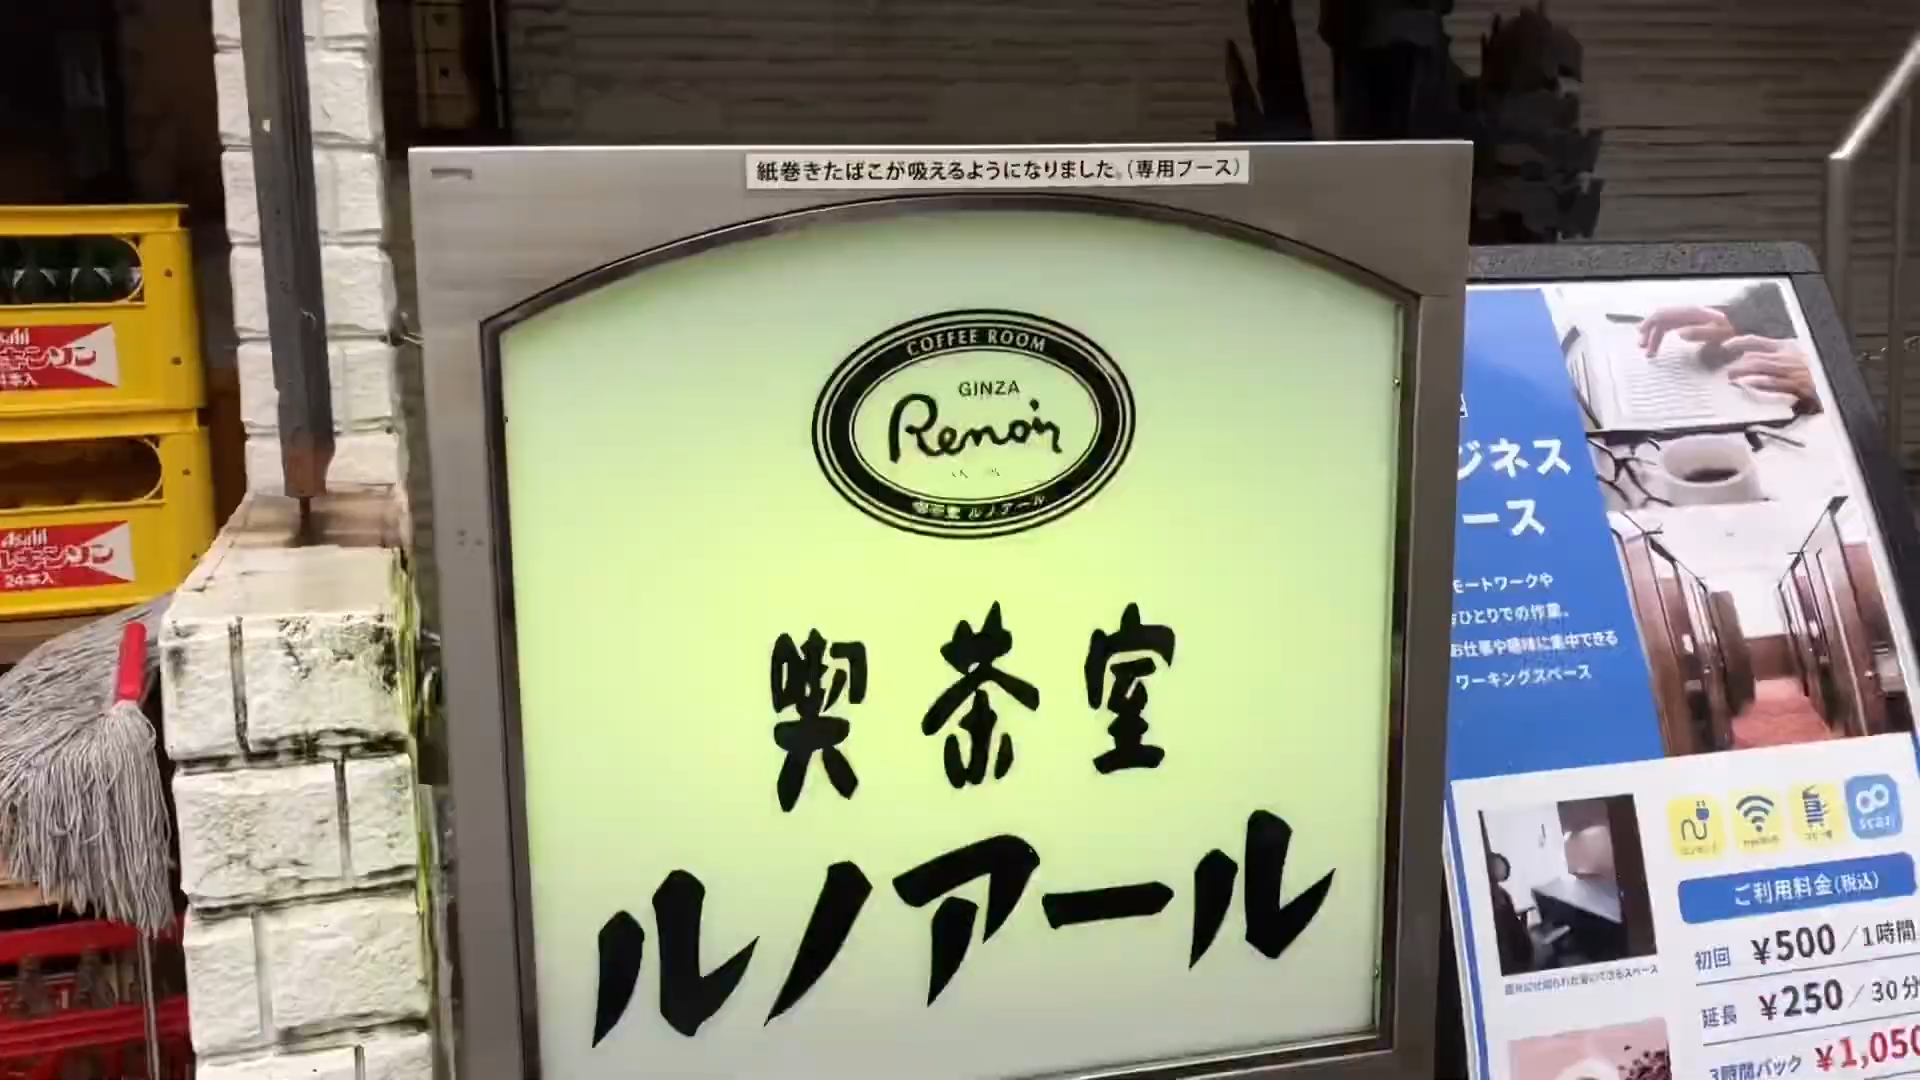 紙巻きたばこが吸えるようになりました。(専用ブース)
COFFEE ROOM
GINZA
Renoir
喫茶室 ルノアール
喫茶室
ルノアール
Asahi
24本入
ジネス
ース
モートワークや
ひとりでの作業。
お仕事や趣味に集中できる
ワーキングスペース
ご利用料金(税込)
初回 ¥500/1時間
延長 ¥250/30分
3時間パック ¥1,050